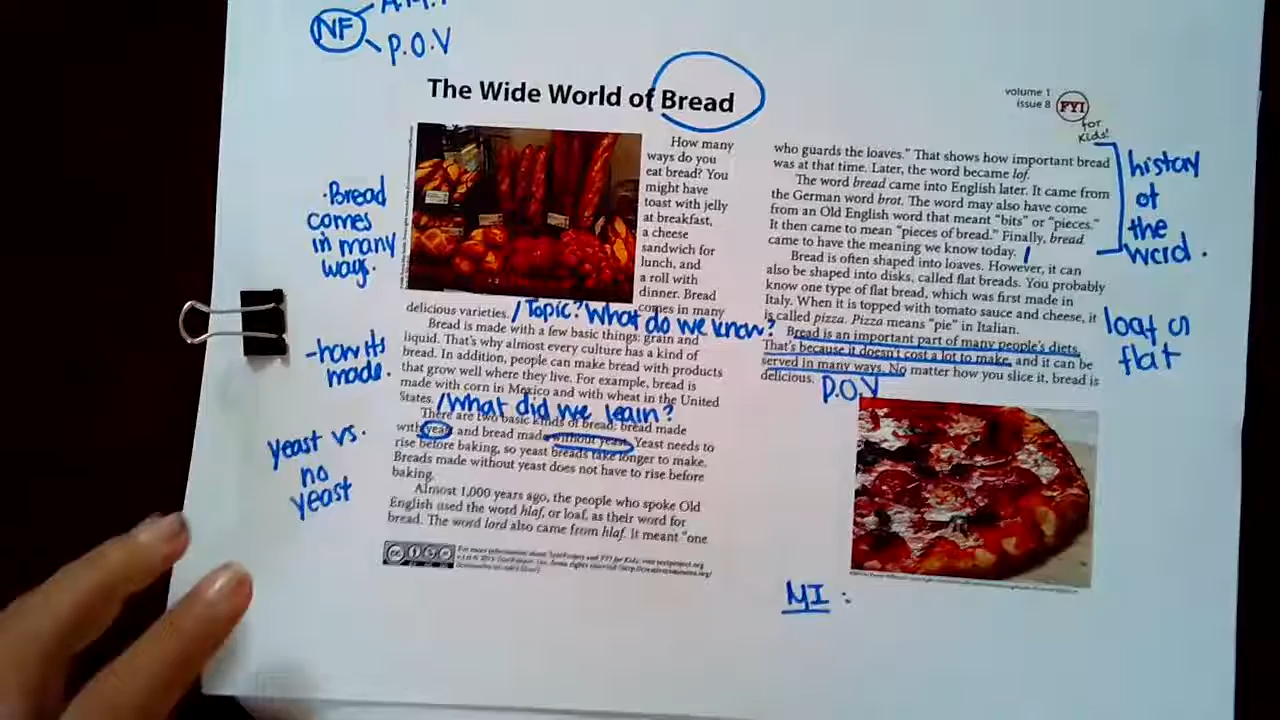 NF
P.O.V
The Wide World of Bread
volume 1
issue 8
FYI
for
Kids!
How many
ways do you
eat bread? You
might have
toast with jelly
at breakfast,
a cheese
sandwich for
lunch, and
a roll with
dinner. Bread
comes in many
delicious varieties. / Topic? What do we know?
Bread is made with a few basic things: grain and
liquid. That's why almost every culture has a kind of
bread. In addition, people can make bread with products
that grow well where they live. For example, bread is
made with corn in Mexico and with wheat in the United
States. / What did we learn?
There are two basic kinds of bread: bread made
with yeast and bread made without yeast. Yeast needs to
rise before baking, so yeast breads take longer to make.
Breads made without yeast does not have to rise before
baking.
Almost 1,000 years ago, the people who spoke Old
English used the word hlaf, or loaf, as their word for
bread. The word lord also came from hlaf. It meant "one
·Bread
comes
in many
ways.
-how its
made.
yeast vs.
no
yeast
who guards the loaves." That shows how important bread
was at that time. Later, the word became lof.
The word bread came into English later. It came from
the German word brot. The word may also have come
from an Old English word that meant "bits" or "pieces."
It then came to mean "pieces of bread." Finally, bread
came to have the meaning we know today. /
Bread is often shaped into loaves. However, it can
also be shaped into disks, called flat breads. You probably
know one type of flat bread, which was first made in
Italy. When it is topped with tomato sauce and cheese, it
is called pizza. Pizza means "pie" in Italian.
Bread is an important part of many people's diets.
That's because it doesn't cost a lot to make, and it can be
served in many ways. No matter how you slice it, bread is
delicious. P.O.V
history
of
the
word.
loaf or
flat
MI: